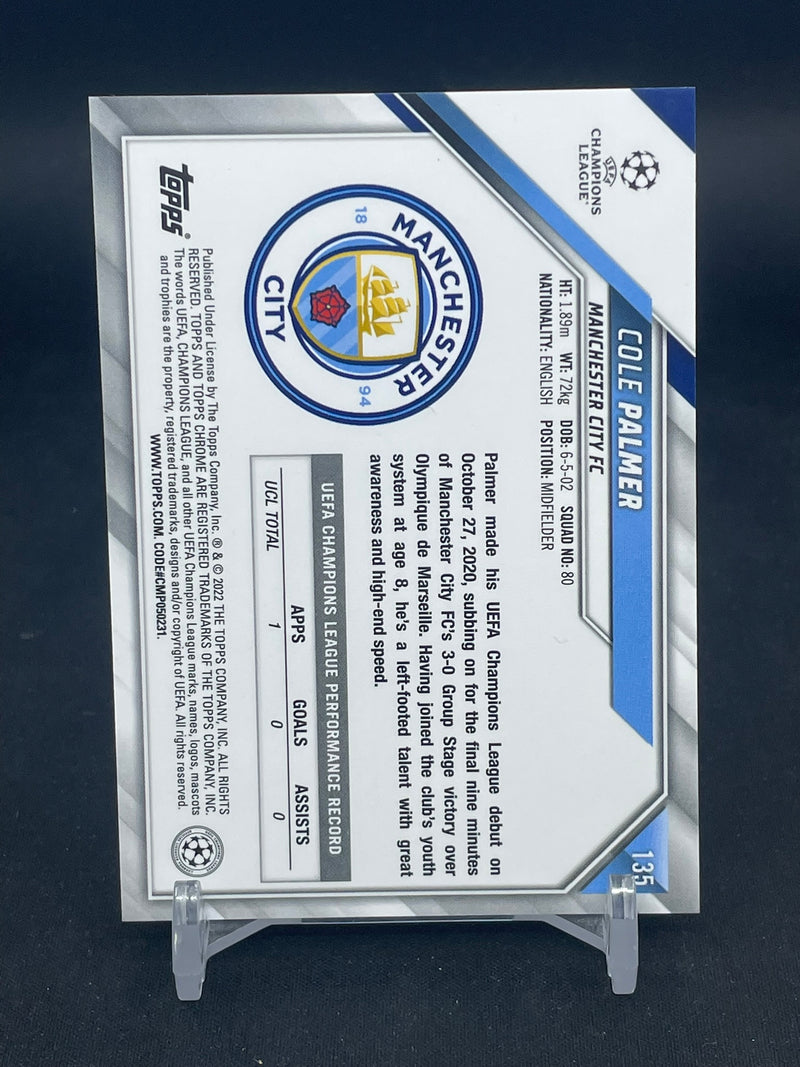 UEFA
CHAMPIONS
LEAGUE
135
COLE PALMER
MANCHESTER CITY FC
HT: 1.89m WT: 72kg DOB: 6-5-02 SQUAD NO: 80
NATIONALITY: ENGLISH POSITION: MIDFIELDER
MANCHESTER
18 94
CITY
Palmer made his UEFA Champions League debut on
October 27, 2020, subbing on for the final nine minutes
of Manchester City FC's 3-0 Group Stage victory over
Olympique de Marseille. Having joined the club's youth
system at age 8, he's a left-footed talent with great
awareness and high-end speed.
UEFA CHAMPIONS LEAGUE PERFORMANCE RECORD
APPS GOALS ASSISTS
UCL TOTAL 1 0 0
topps®
Published Under License by The Topps Company, Inc. ® & © 2022 THE TOPPS COMPANY, INC. ALL RIGHTS
RESERVED. TOPPS AND TOPPS CHROME ARE REGISTERED TRADEMARKS OF THE TOPPS COMPANY, INC.
The words UEFA, CHAMPIONS LEAGUE, and all other UEFA Champions League marks, names, logos, mascots
and trophies are the property, registered trademarks, designs and/or copyright of UEFA. All rights reserved.
WWW.TOPPS.COM. CODE#CMP050231.